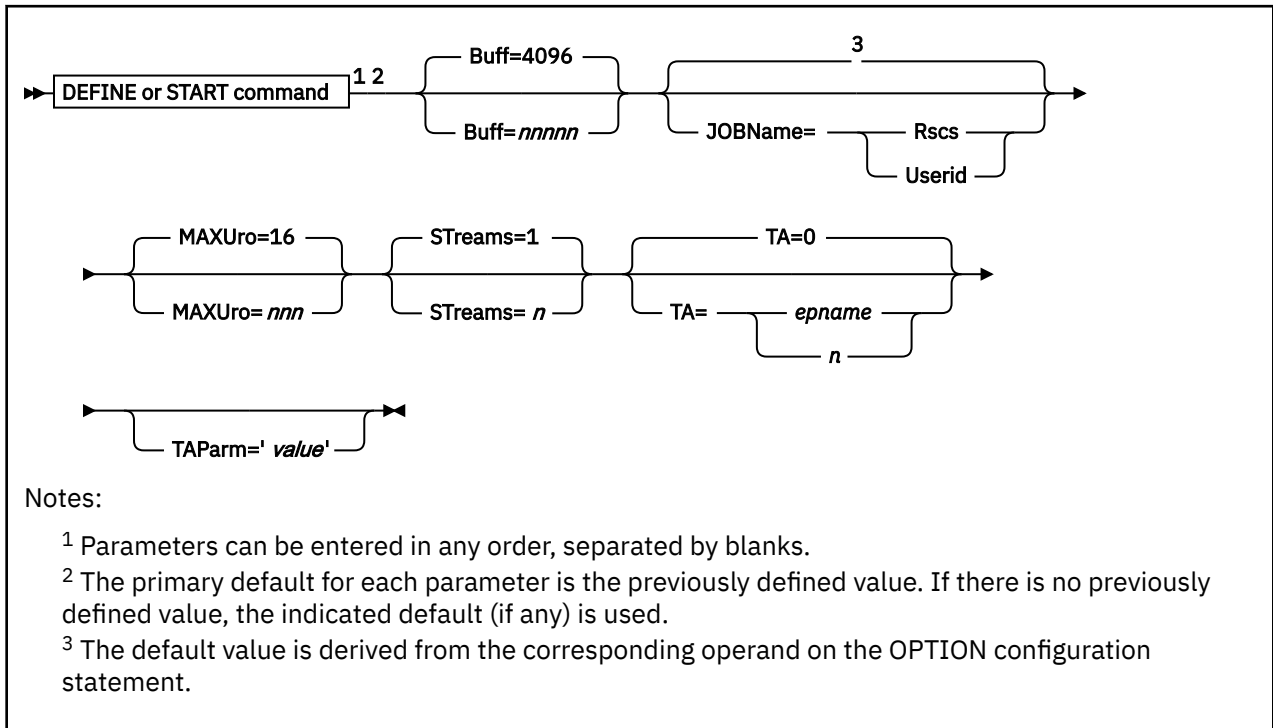 Buff=4096
3
DEFINE or START command 1 2
Buff=nnnnn
JOBName=
Rscs
Userid
MAXUro=16
STreams=1
TA=0
MAXUro= nnn
STreams= n
TA=
epname
n
TAParm=' value'
Notes:
1 Parameters can be entered in any order, separated by blanks.
2 The primary default for each parameter is the previously defined value. If there is no previously
defined value, the indicated default (if any) is used.
3 The default value is derived from the corresponding operand on the OPTION configuration
statement.